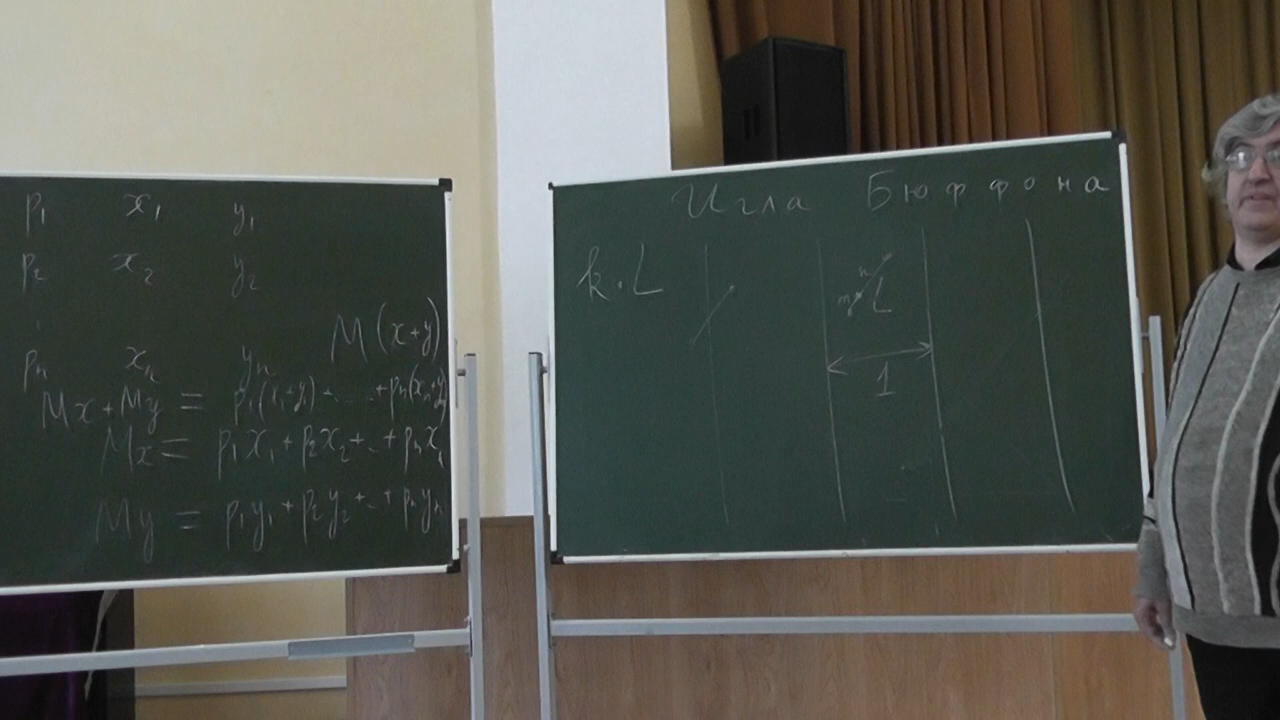 p₁ x₁ y₁
p₂ x₂ y₂
M(x+y)
pₙ xₙ yₙ
Mx+My = p₁(x₁+y₁)+...+pₙ(xₙ+yₙ)
Mx = p₁x₁+p₂x₂+..+pₙxₙ
My = p₁y₁+p₂y₂+..+pₙyₙ
Игла Бюффона
k·L
n
m L
1